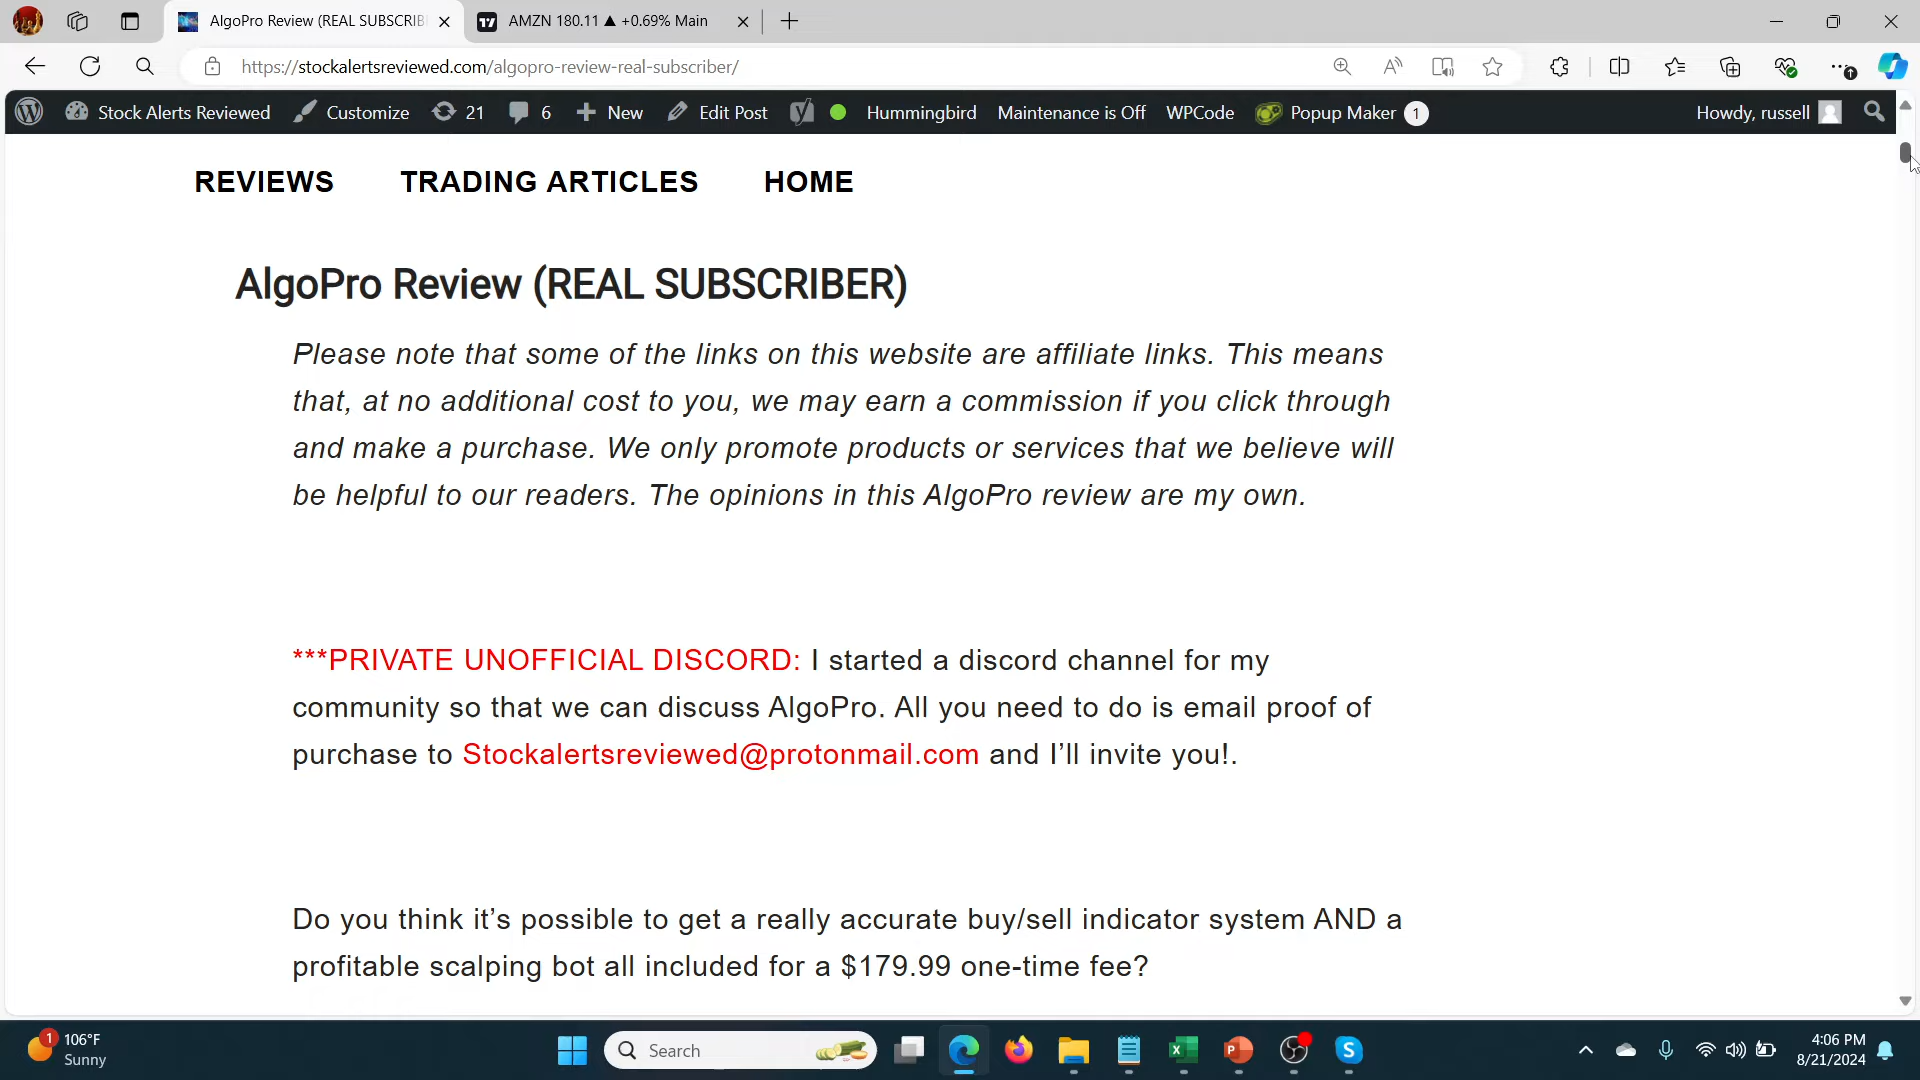 AlgoPro Review (REAL SUBSCRIB
AMZN 180.11 ▲ +0.69% Main
https://stockalertsreviewed.com/algopro-review-real-subscriber/
Stock Alerts Reviewed
Customize
21
6
New
Edit Post
Hummingbird
Maintenance is Off
WPCode
Popup Maker 1
Howdy, russell
REVIEWS
TRADING ARTICLES
HOME
AlgoPro Review (REAL SUBSCRIBER)
Please note that some of the links on this website are affiliate links. This means
that, at no additional cost to you, we may earn a commission if you click through
and make a purchase. We only promote products or services that we believe will
be helpful to our readers. The opinions in this AlgoPro review are my own.
***PRIVATE UNOFFICIAL DISCORD: I started a discord channel for my
community so that we can discuss AlgoPro. All you need to do is email proof of
purchase to Stockalertsreviewed@protonmail.com and I’ll invite you!.
Do you think it’s possible to get a really accurate buy/sell indicator system AND a
profitable scalping bot all included for a $179.99 one-time fee?
1
106°F
Sunny
Search
4:06 PM
8/21/2024